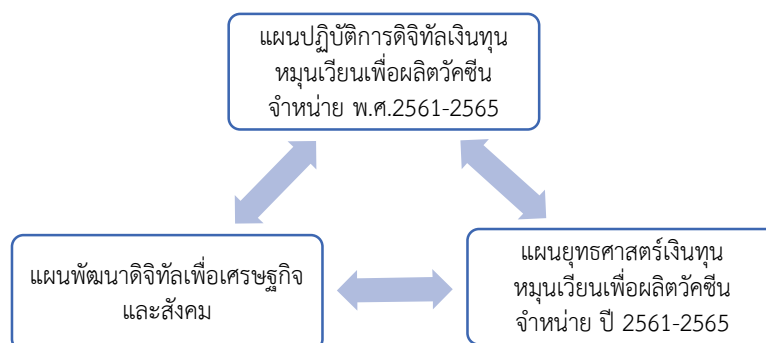 แผนปฏิบัติการดิจิทัลเงินทุน
หมุนเวียนเพื่อผลิตวัคซีน
จำหน่าย พ.ศ.2561-2565
แผนพัฒนาดิจิทัลเพื่อเศรษฐกิจ
และสังคม
แผนยุทธศาสตร์เงินทุน
หมุนเวียนเพื่อผลิตวัคซีน
จำหน่าย ปี 2561-2565